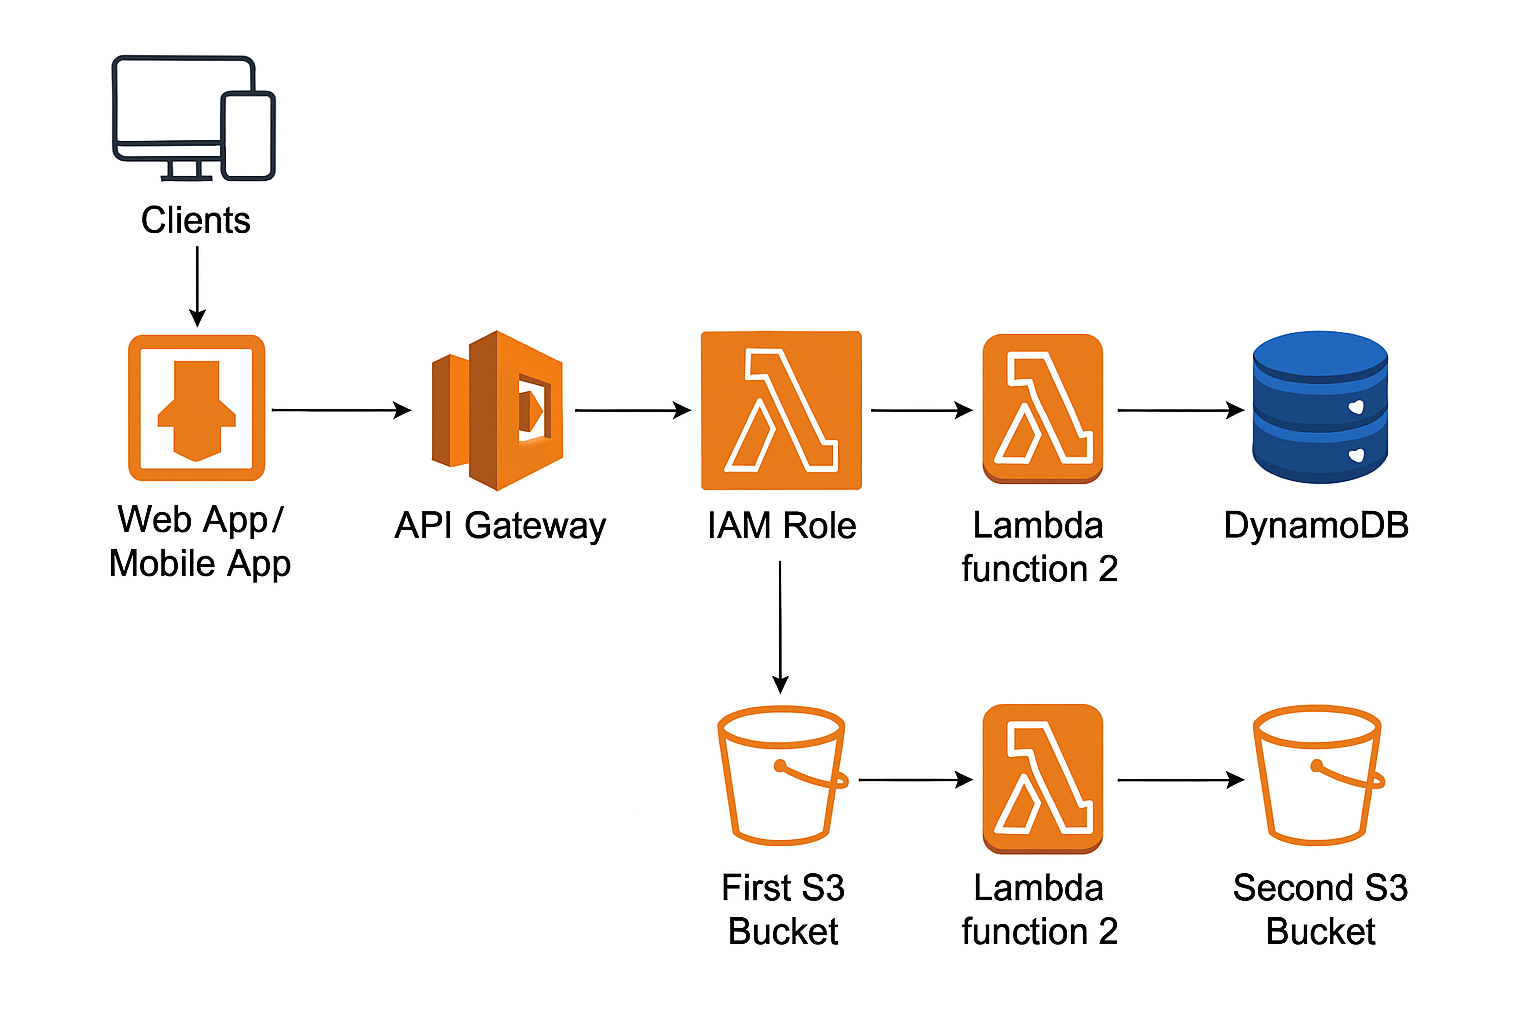 Clients
Web App/
Mobile App
API Gateway
IAM Role
Lambda
function 2
DynamoDB
First S3
Bucket
Lambda
function 2
Second S3
Bucket